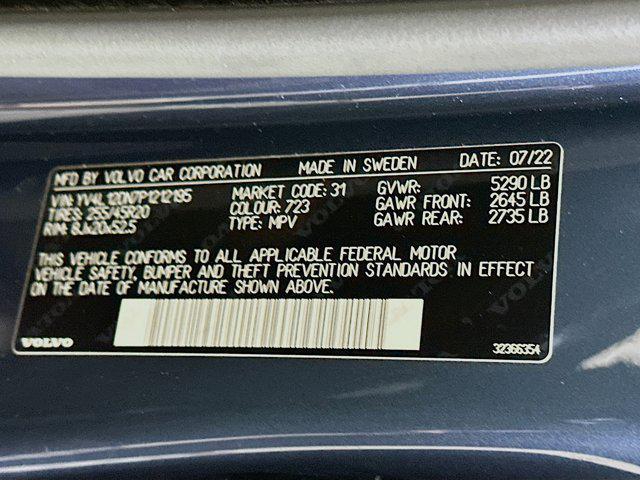 MFD. BY VOLVO CAR CORPORATION MADE IN SWEDEN DATE: 07/22
VIN: YV4L12DN7P1212195 MARKET CODE: 31 GVWR: 5290 LB
TIRES: 255/45R20 COLOUR: 723 GAWR FRONT: 2645 LB
RIM: 8Jx20x52.5 TYPE: MPV GAWR REAR: 2735 LB
THIS VEHICLE CONFORMS TO ALL APPLICABLE FEDERAL MOTOR
VEHICLE SAFETY, BUMPER AND THEFT PREVENTION STANDARDS IN EFFECT
ON THE DATE OF MANUFACTURE SHOWN ABOVE.
VOLVO 32366354